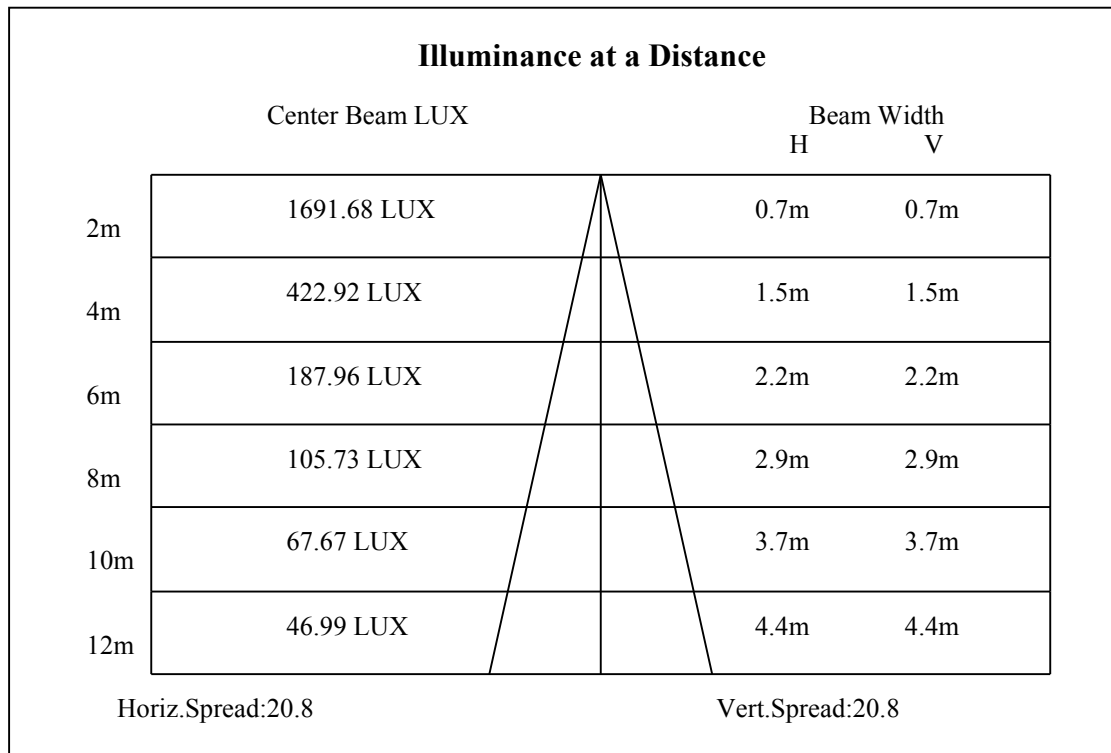 Illuminance at a Distance
Center Beam LUX Beam Width
H V
1691.68 LUX 0.7m 0.7m
2m
422.92 LUX 1.5m 1.5m
4m
187.96 LUX 2.2m 2.2m
6m
105.73 LUX 2.9m 2.9m
8m
67.67 LUX 3.7m 3.7m
10m
46.99 LUX 4.4m 4.4m
12m
Horiz.Spread:20.8 Vert.Spread:20.8